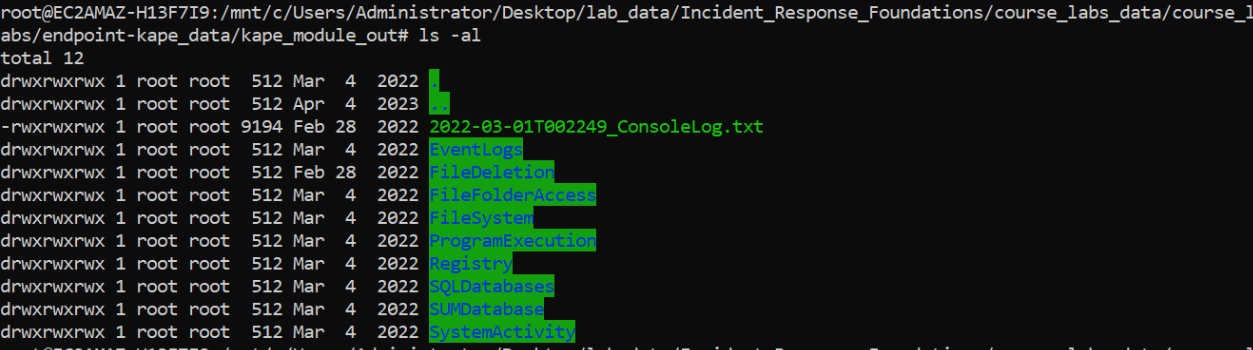 root@EC2AMAZ-H13F7I9:/mnt/c/Users/Administrator/Desktop/lab_data/Incident_Response_Foundations/course_labs_data/course_l
abs/endpoint-kape_data/kape_module_out# ls -al
total 12
drwxrwxrwx 1 root root  512 Mar  4  2022 .
drwxrwxrwx 1 root root  512 Apr  4  2023 ..
-rwxrwxrwx 1 root root 9194 Feb 28  2022 2022-03-01T002249_ConsoleLog.txt
drwxrwxrwx 1 root root  512 Mar  4  2022 EventLogs
drwxrwxrwx 1 root root  512 Feb 28  2022 FileDeletion
drwxrwxrwx 1 root root  512 Mar  4  2022 FileFolderAccess
drwxrwxrwx 1 root root  512 Mar  4  2022 FileSystem
drwxrwxrwx 1 root root  512 Mar  4  2022 ProgramExecution
drwxrwxrwx 1 root root  512 Mar  4  2022 Registry
drwxrwxrwx 1 root root  512 Mar  4  2022 SQLDatabases
drwxrwxrwx 1 root root  512 Mar  4  2022 SUMDatabase
drwxrwxrwx 1 root root  512 Mar  4  2022 SystemActivity